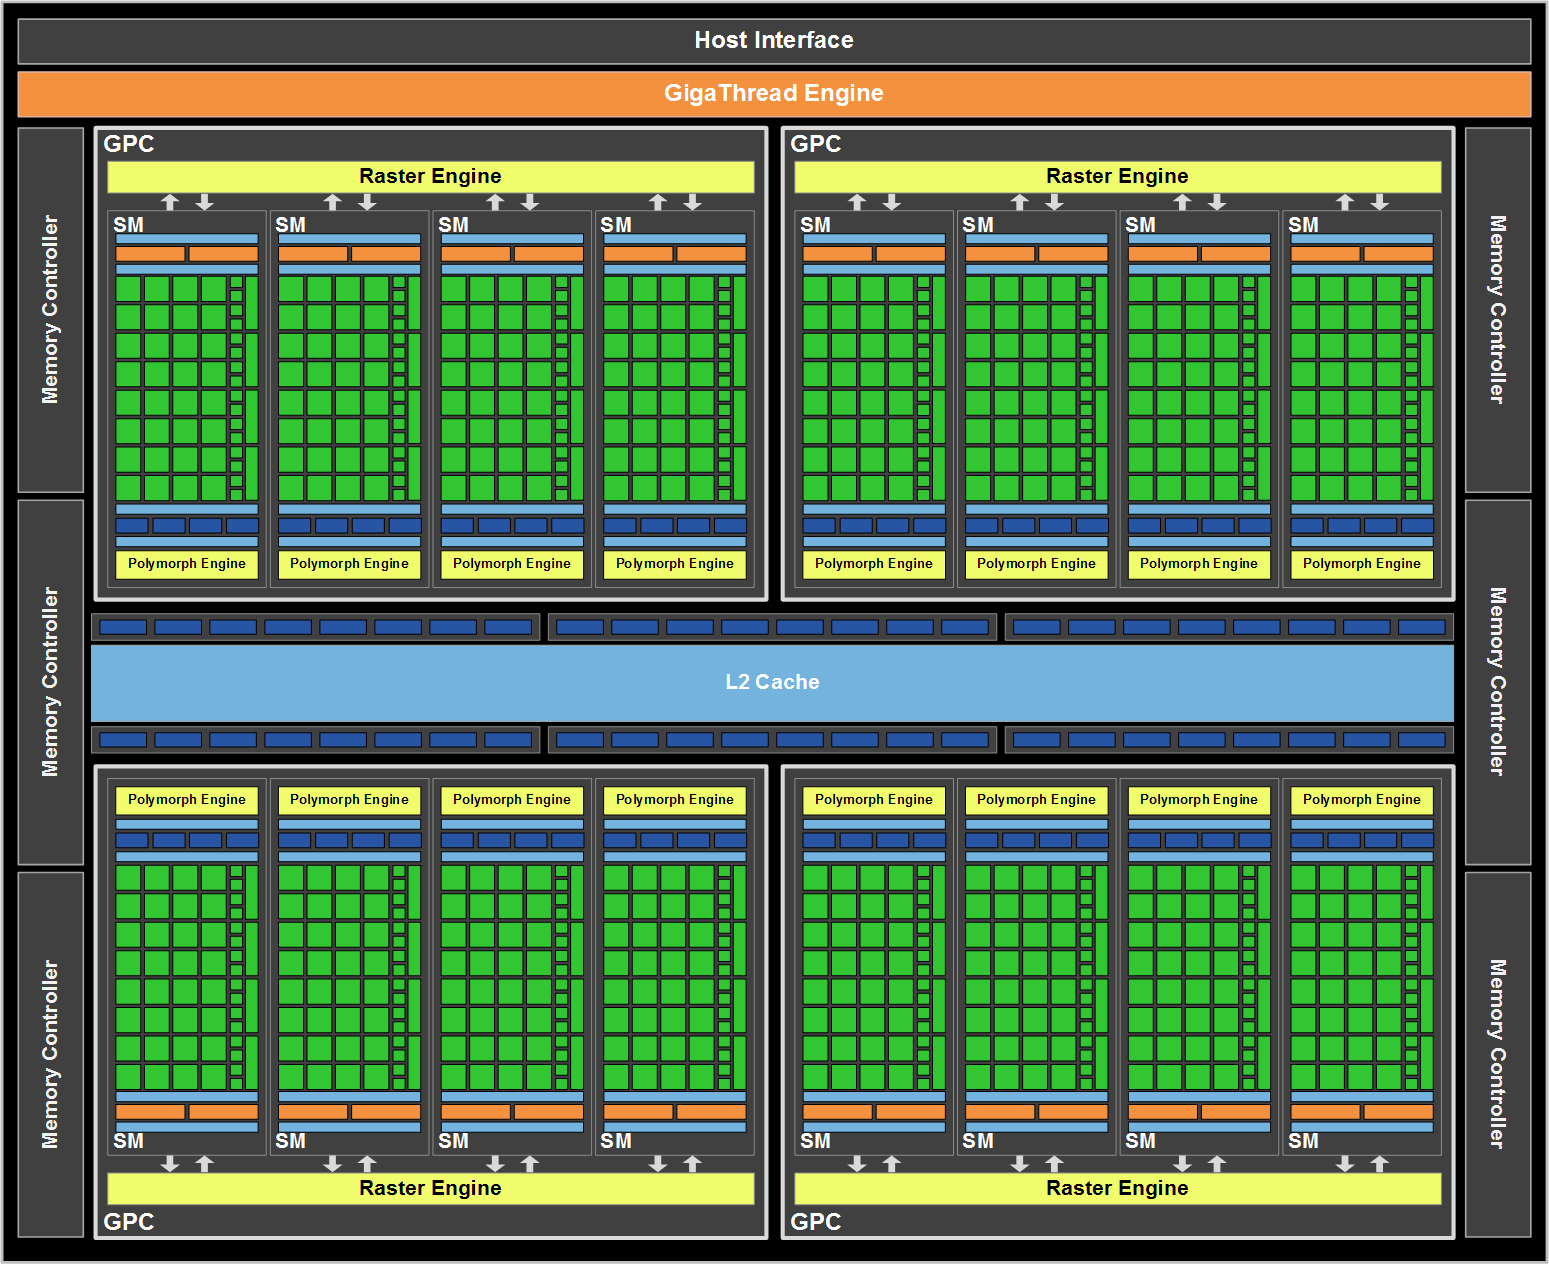 Host Interface
GigaThread Engine
Memory Controller
Memory Controller
Memory Controller
GPC
Raster Engine
SM
SM
SM
SM
Polymorph Engine
Polymorph Engine
Polymorph Engine
Polymorph Engine
GPC
Raster Engine
SM
SM
SM
SM
Polymorph Engine
Polymorph Engine
Polymorph Engine
Polymorph Engine
L2 Cache
Polymorph Engine
Polymorph Engine
Polymorph Engine
Polymorph Engine
SM
SM
SM
SM
Raster Engine
GPC
Polymorph Engine
Polymorph Engine
Polymorph Engine
Polymorph Engine
SM
SM
SM
SM
Raster Engine
GPC
Memory Controller
Memory Controller
Memory Controller